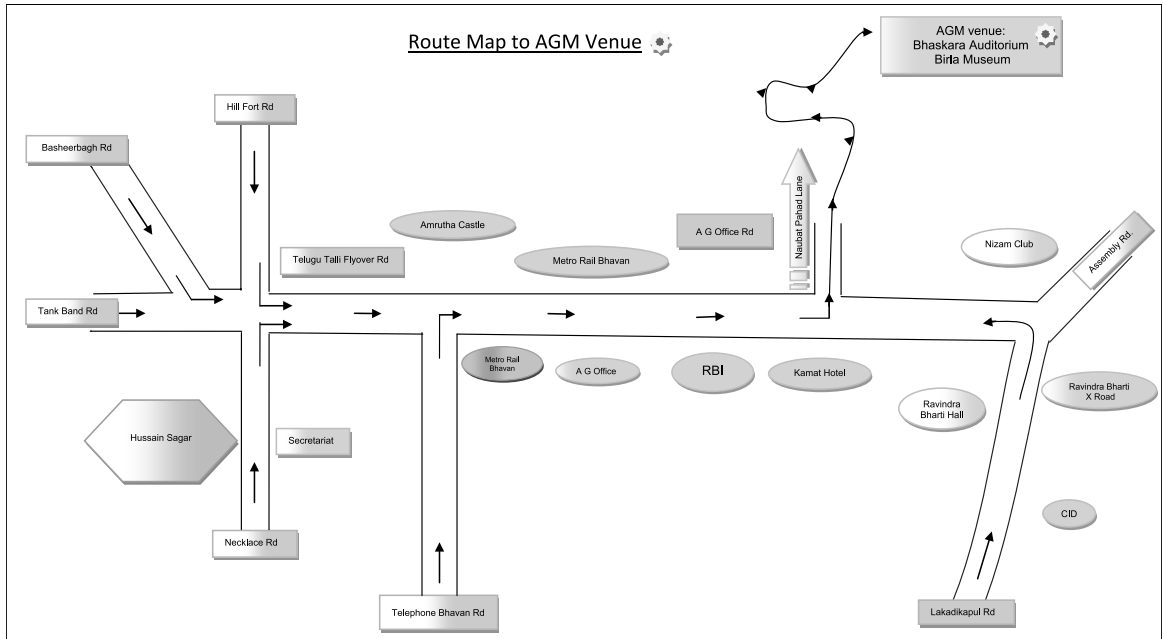 Route Map to AGM Venue
AGM venue:
Bhaskara Auditorium
Birla Museum
Hill Fort Rd
Basheerbagh Rd
Naubat Pahad Lane
Amrutha Castle
A G Office Rd
Nizam Club
Assembly Rd.
Telugu Talli Flyover Rd
Metro Rail Bhavan
Tank Band Rd
Metro Rail
Bhavan
A G Office
RBI
Kamat Hotel
Ravindra Bharti
X Road
Ravindra
Bharti Hall
Hussain Sagar
Secretariat
CID
Necklace Rd
Telephone Bhavan Rd
Lakadikapul Rd